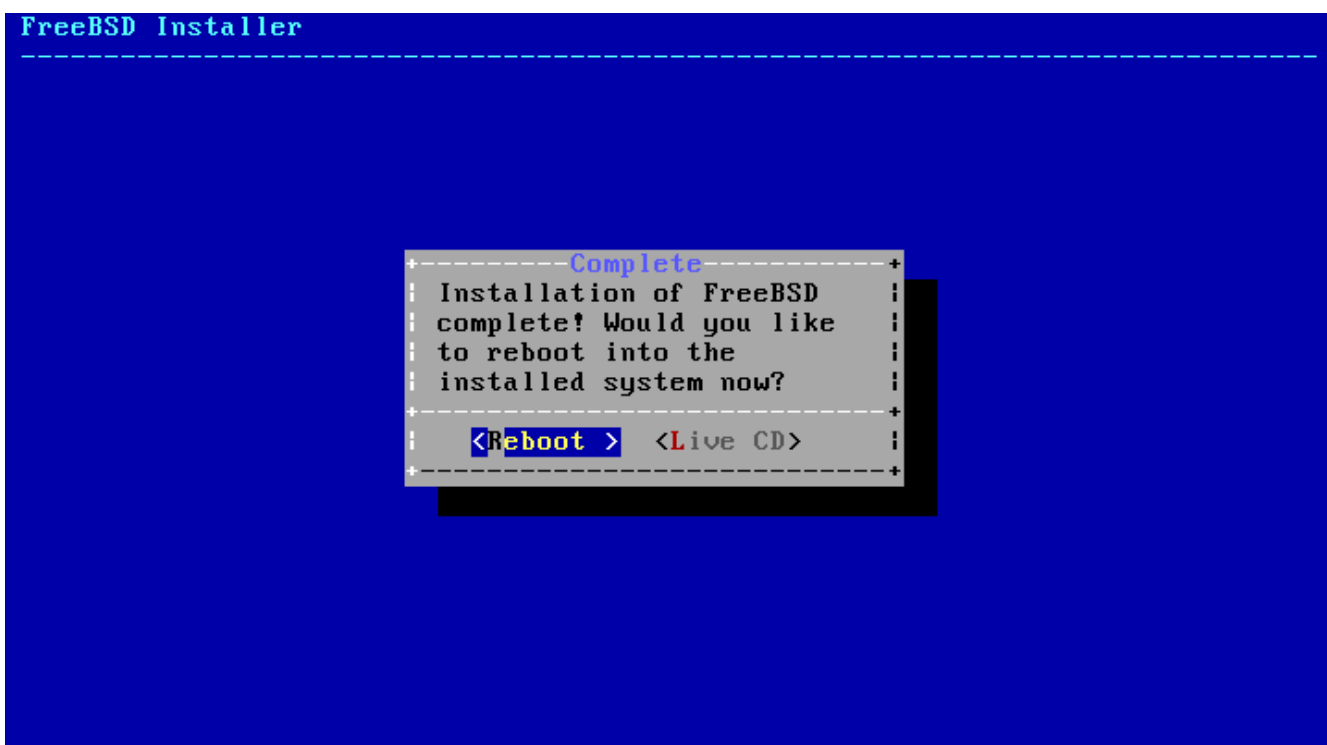 FreeBSD Installer
Complete
Installation of FreeBSD
complete! Would you like
to reboot into the
installed system now?
<Reboot > <Live CD>